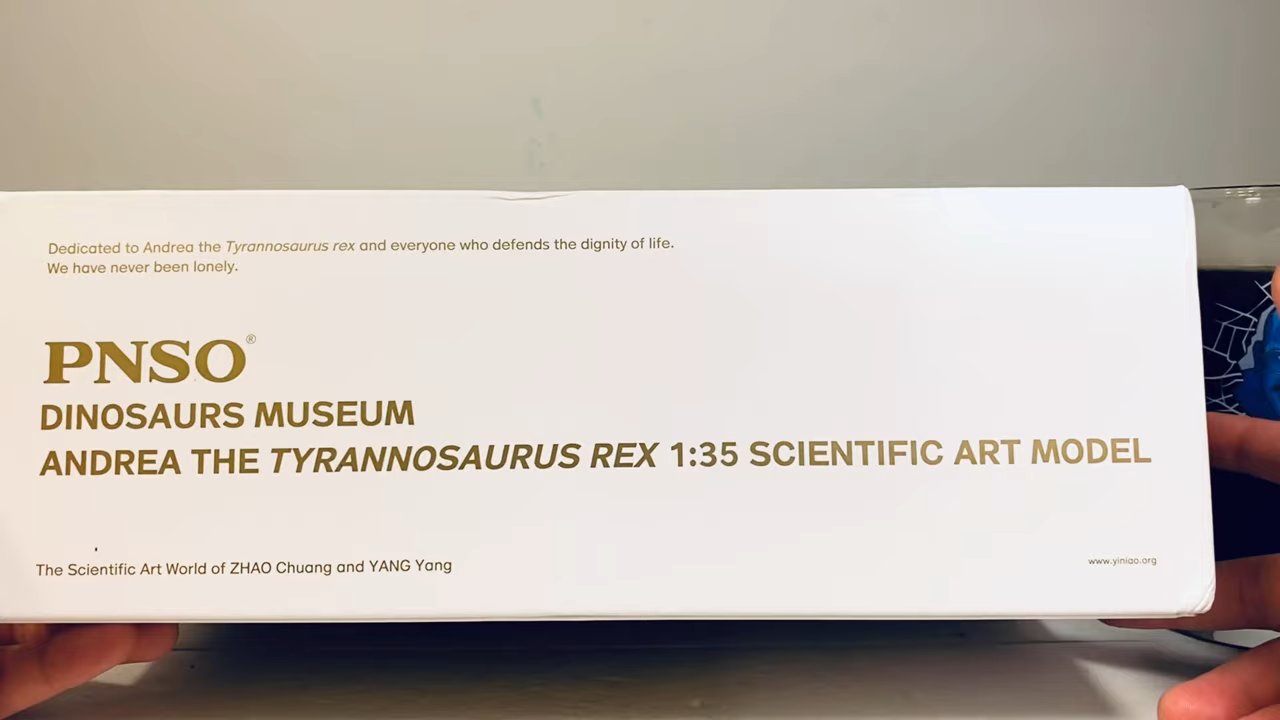 Dedicated to Andrea the Tyrannosaurus rex and everyone who defends the dignity of life.
We have never been lonely.
PNSO®
DINOSAURS MUSEUM
ANDREA THE TYRANNOSAURUS REX 1:35 SCIENTIFIC ART MODEL
The Scientific Art World of ZHAO Chuang and YANG Yang
www.yiniao.org